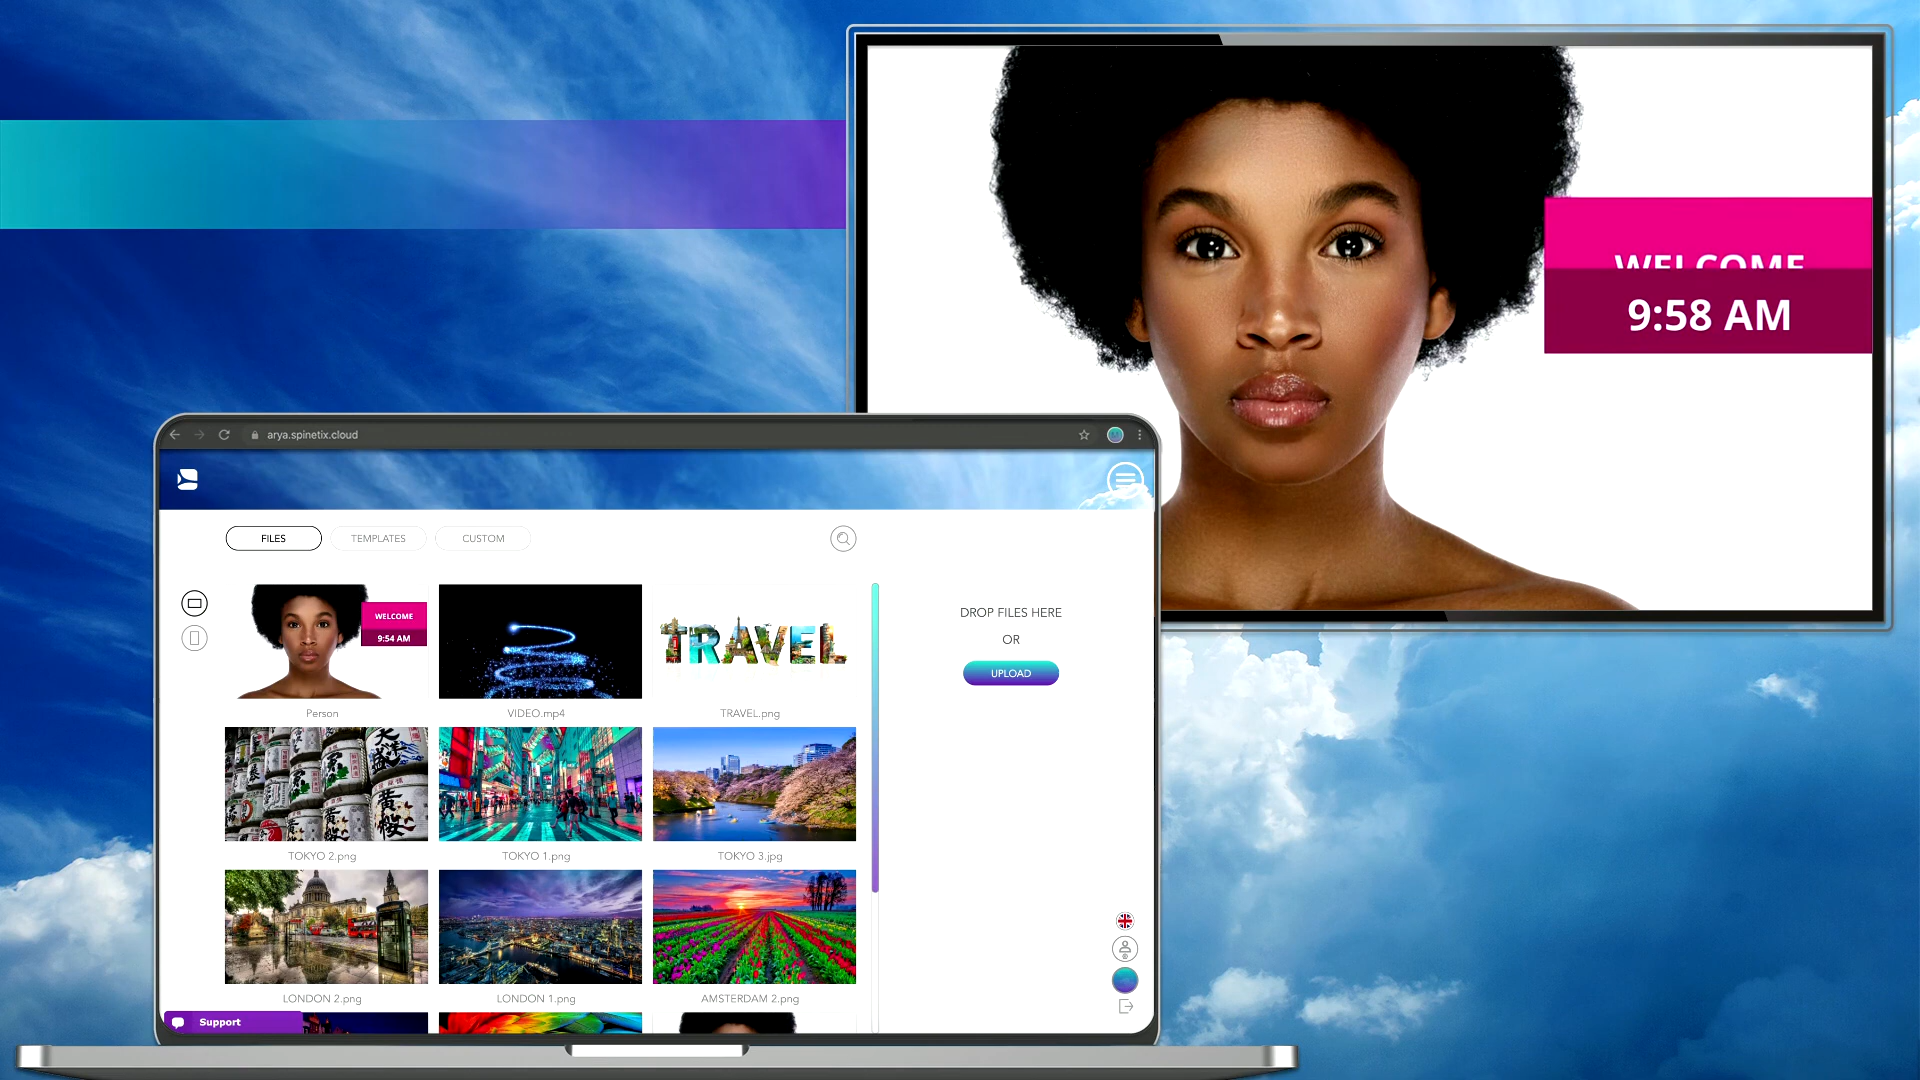 WELCOME
9:58 AM
arya.spinetix.cloud
FILES
TEMPLATES
CUSTOM
WELCOME
9:54 AM
TRAVEL
DROP FILES HERE
OR
UPLOAD
Person
VIDEO.mp4
TRAVEL.png
TOKYO 2.png
TOKYO 1.png
TOKYO 3.jpg
LONDON 2.png
LONDON 1.png
AMSTERDAM 2.png
Support